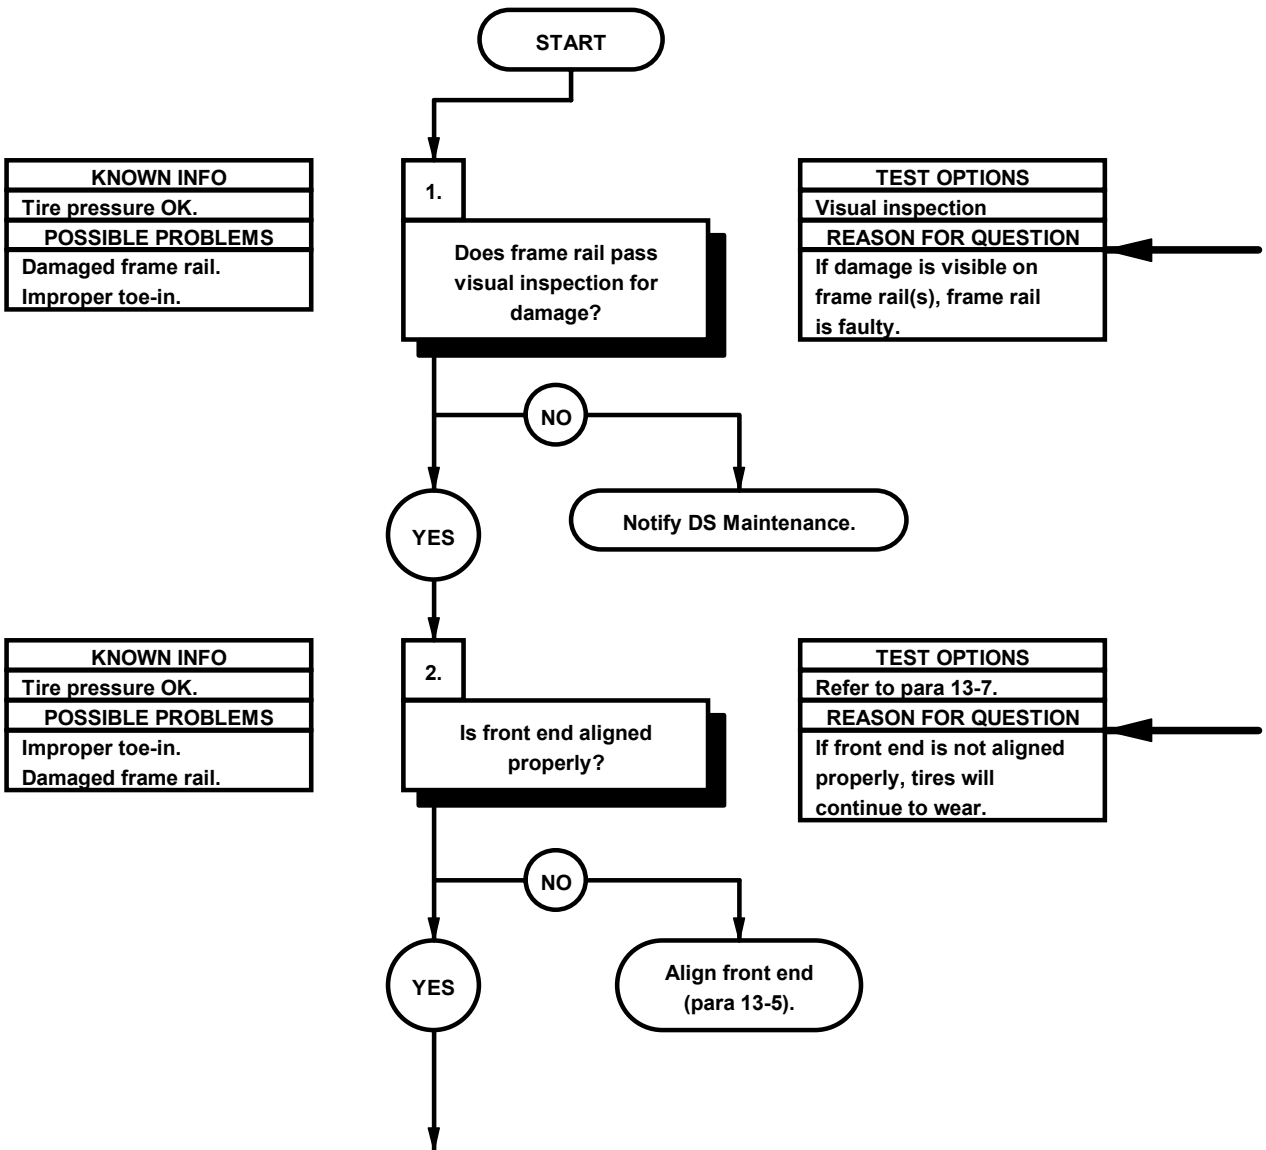 START
KNOWN INFO
Tire pressure OK.
POSSIBLE PROBLEMS
Damaged frame rail.
Improper toe-in.
1.
Does frame rail pass
visual inspection for
damage?
TEST OPTIONS
Visual inspection
REASON FOR QUESTION
If damage is visible on
frame rail(s), frame rail
is faulty.
NO
Notify DS Maintenance.
YES
KNOWN INFO
Tire pressure OK.
POSSIBLE PROBLEMS
Improper toe-in.
Damaged frame rail.
2.
Is front end aligned
properly?
TEST OPTIONS
Refer to para 13-7.
REASON FOR QUESTION
If front end is not aligned
properly, tires will
continue to wear.
NO
Align front end
(para 13-5).
YES